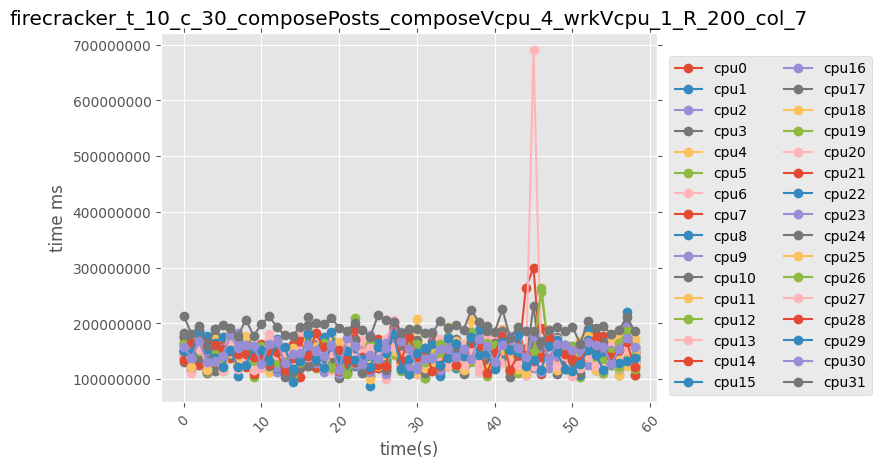 firecracker_t_10_c_30_composePosts_composeVcpu_4_wrkVcpu_1_R_200_col_7
time ms
700000000
600000000
500000000
400000000
300000000
200000000
100000000
0
10
20
30
40
50
60
time(s)
cpu0
cpu1
cpu2
cpu3
cpu4
cpu5
cpu6
cpu7
cpu8
cpu9
cpu10
cpu11
cpu12
cpu13
cpu14
cpu15
cpu16
cpu17
cpu18
cpu19
cpu20
cpu21
cpu22
cpu23
cpu24
cpu25
cpu26
cpu27
cpu28
cpu29
cpu30
cpu31